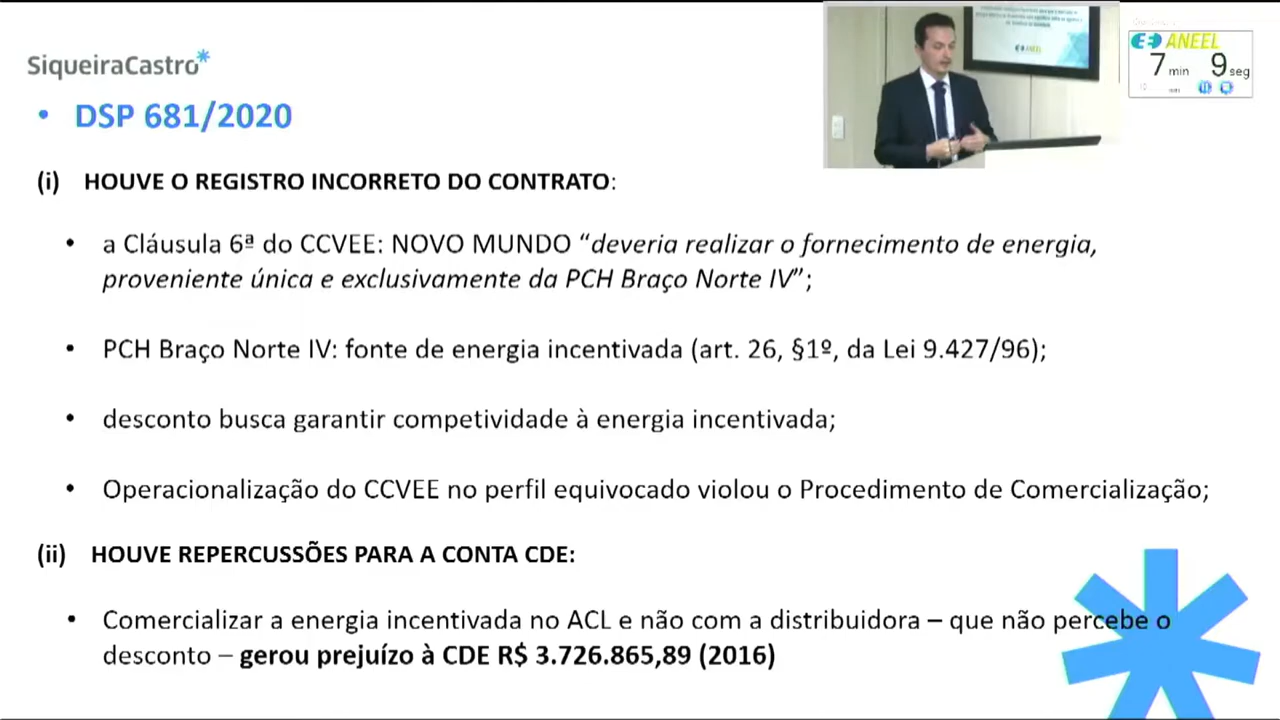 SiqueiraCastro*
ANEEL
7 min 9 seg
ANEEL
• DSP 681/2020
(i) HOUVE O REGISTRO INCORRETO DO CONTRATO:
• a Cláusula 6ª do CCVEE: NOVO MUNDO “deveria realizar o fornecimento de energia,
proveniente única e exclusivamente da PCH Braço Norte IV”;
• PCH Braço Norte IV: fonte de energia incentivada (art. 26, §1º, da Lei 9.427/96);
• desconto busca garantir competividade à energia incentivada;
• Operacionalização do CCVEE no perfil equivocado violou o Procedimento de Comercialização;
(ii) HOUVE REPERCUSSÕES PARA A CONTA CDE:
• Comercializar a energia incentivada no ACL e não com a distribuidora – que não percebe o
desconto – gerou prejuízo à CDE R$ 3.726.865,89 (2016)